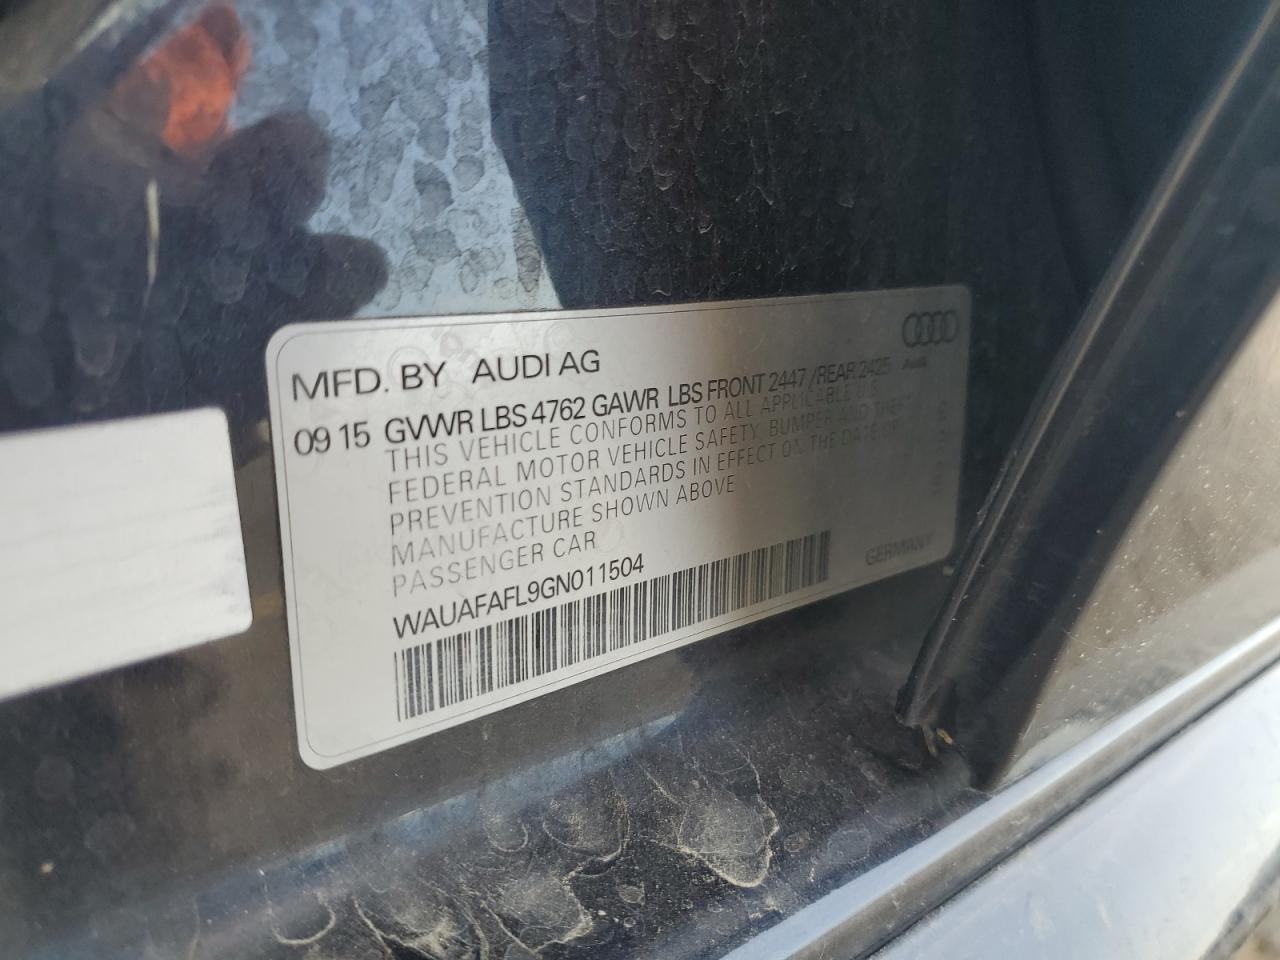 MFD. BY AUDI AG
09 15 GVWR LBS 4762 GAWR LBS FRONT 2447 /REAR 2425
THIS VEHICLE CONFORMS TO ALL APPLICABLE U.S.
FEDERAL MOTOR VEHICLE SAFETY, BUMPER AND THEFT
PREVENTION STANDARDS IN EFFECT ON THE DATE OF
MANUFACTURE SHOWN ABOVE
PASSENGER CAR
WAUAFAFL9GN011504
GERMANY
Audi